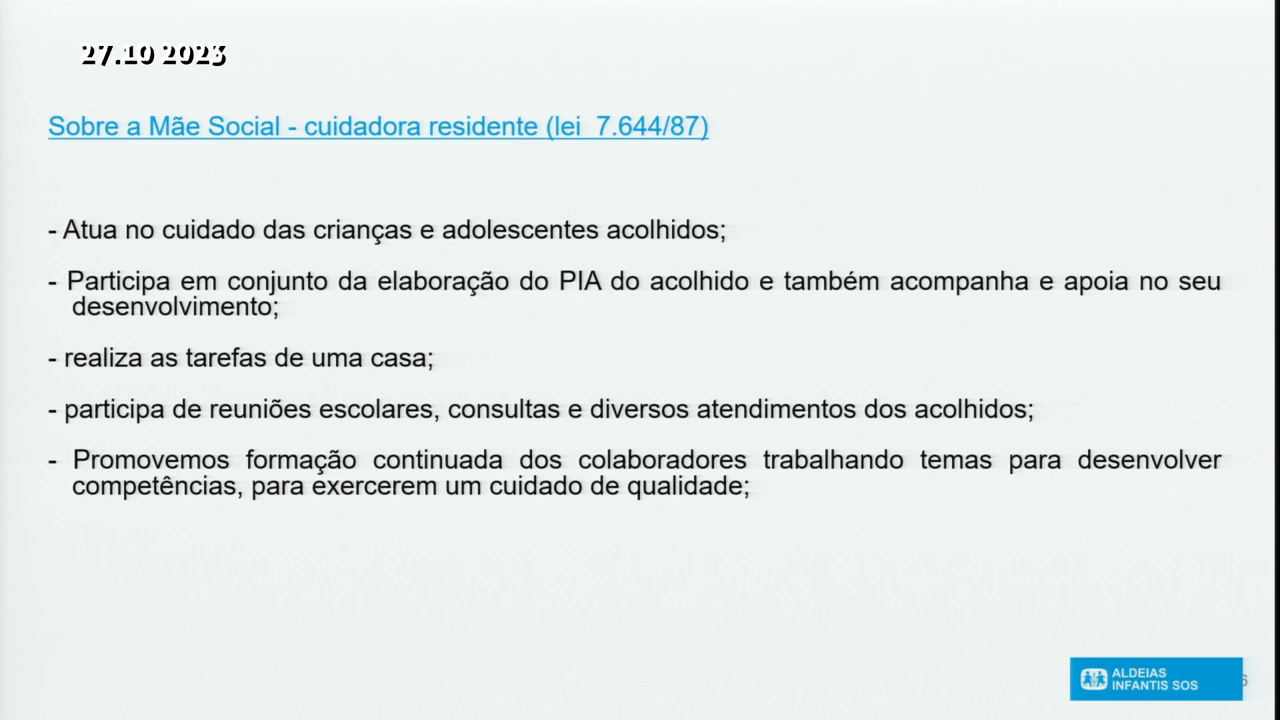 27.10 2023
Sobre a Mãe Social - cuidadora residente (lei 7.644/87)
- Atua no cuidado das crianças e adolescentes acolhidos;
- Participa em conjunto da elaboração do PIA do acolhido e também acompanha e apoia no seu
desenvolvimento;
- realiza as tarefas de uma casa;
- participa de reuniões escolares, consultas e diversos atendimentos dos acolhidos;
- Promovemos formação continuada dos colaboradores trabalhando temas para desenvolver
competências, para exercerem um cuidado de qualidade;
ALDEIAS
INFANTIS SOS